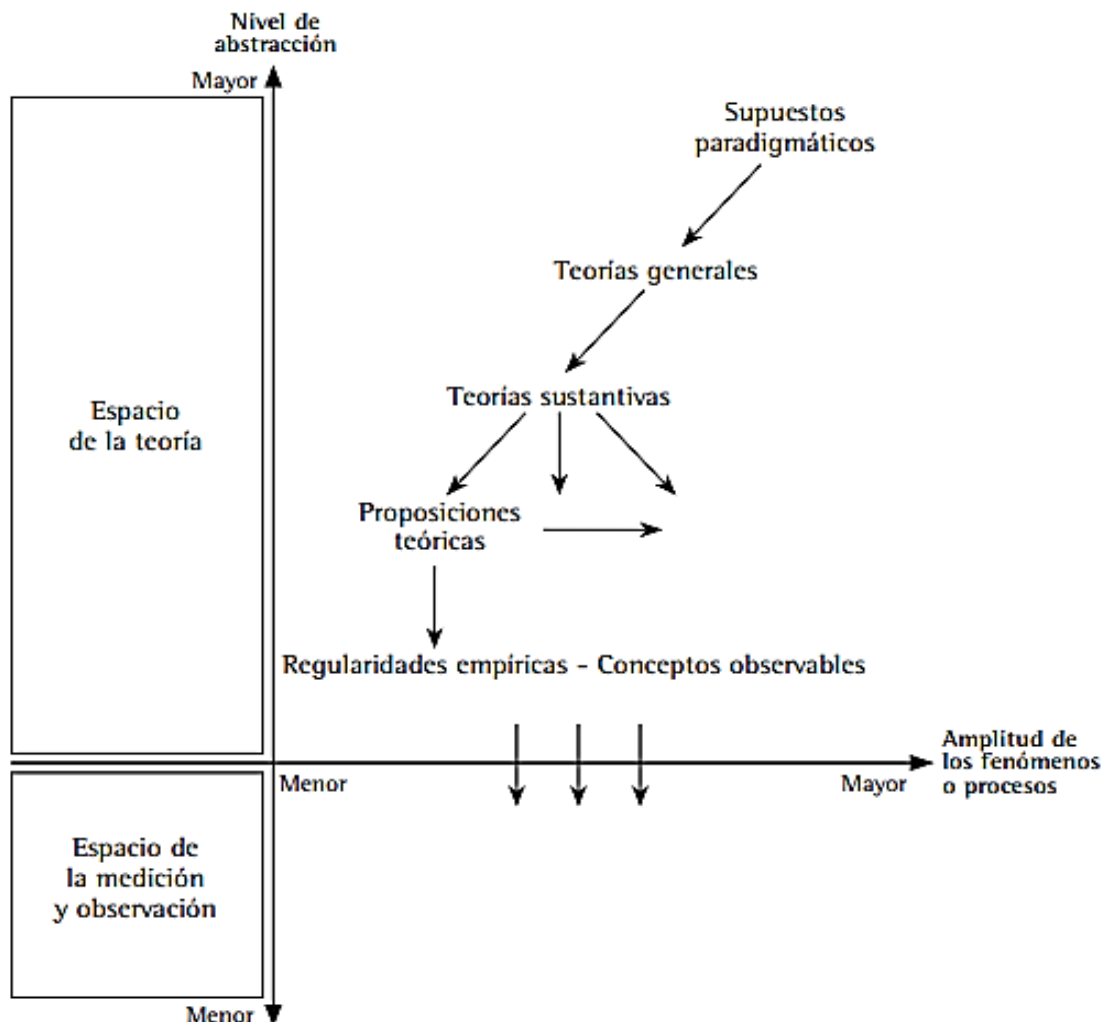 Nivel de
abstracción
Mayor
Supuestos
paradigmáticos
Teorías generales
Teorías sustantivas
Espacio
de la teoría
Proposiciones
teóricas
Regularidades empíricas - Conceptos observables
Menor
Mayor
Amplitud de
los fenómenos
o procesos
Espacio de
la medición
y observación
Menor